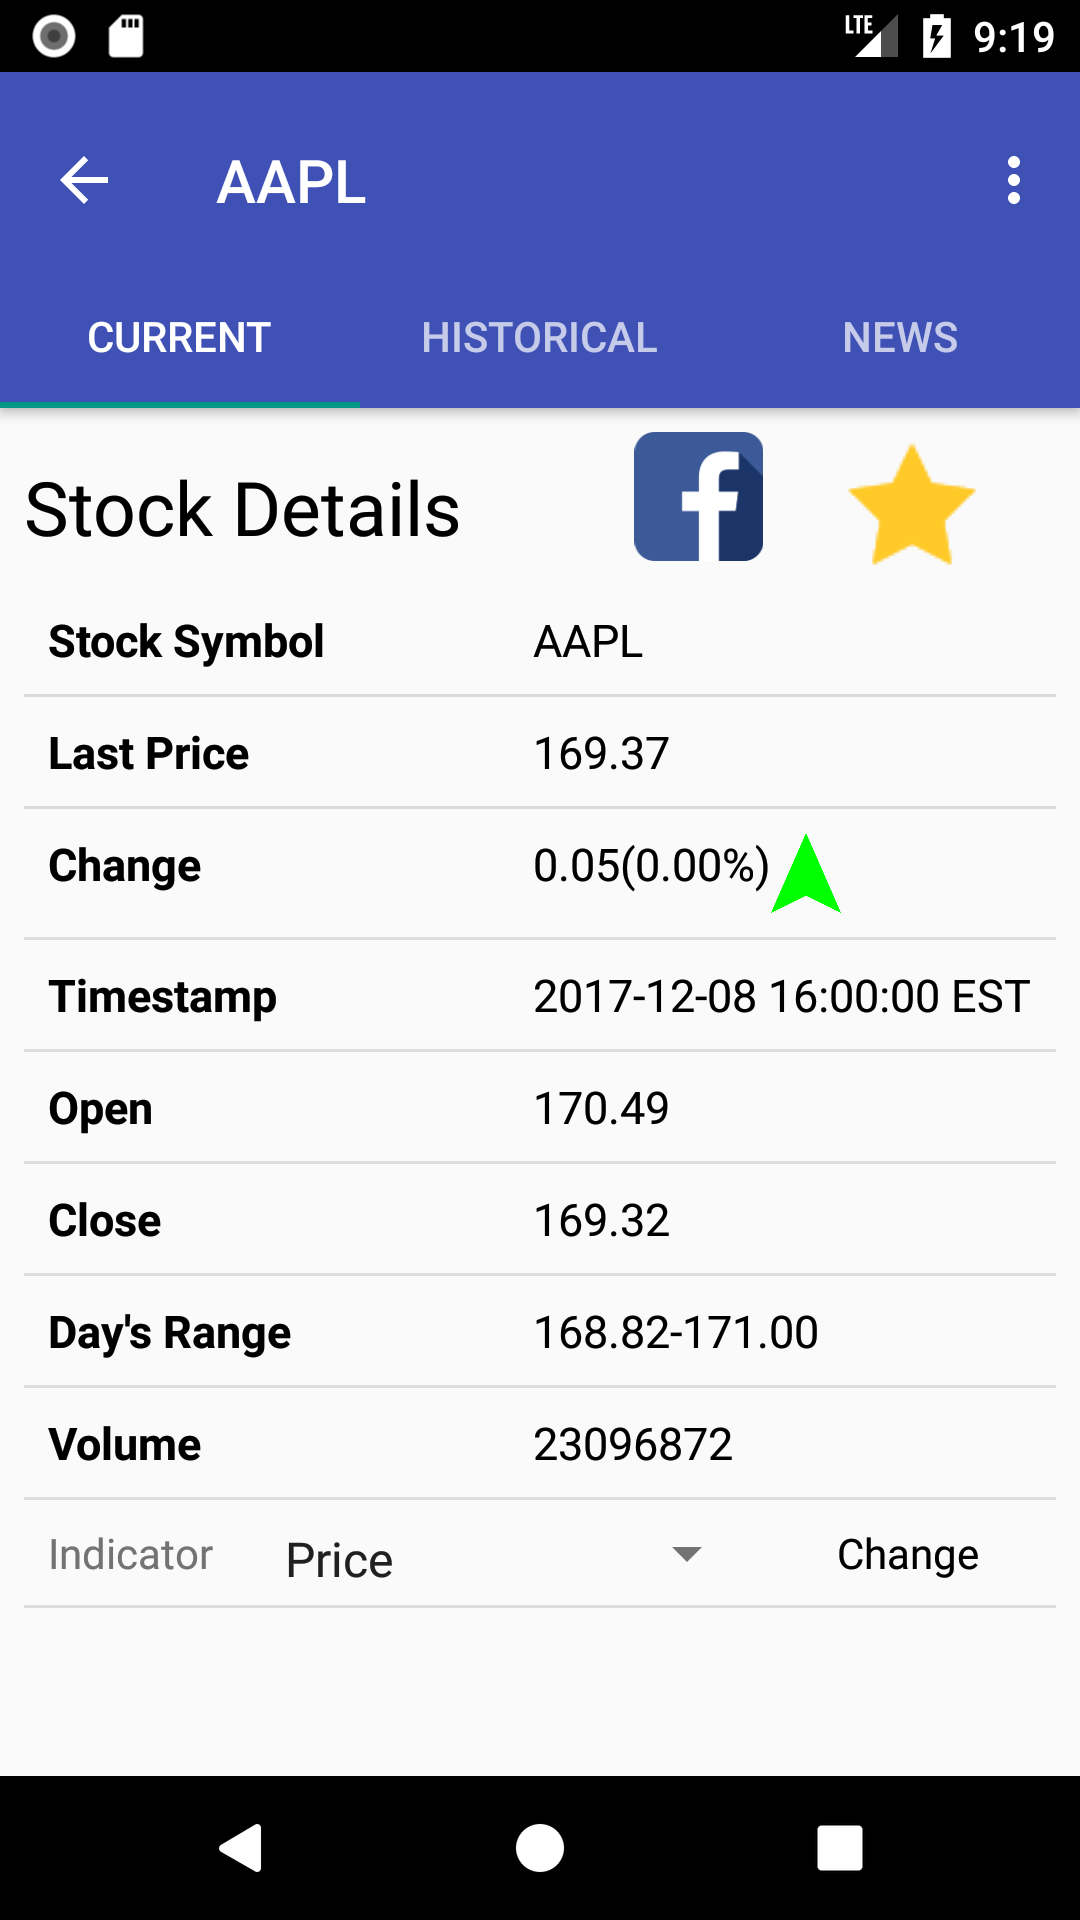 LTE 9:19
AAPL
CURRENT HISTORICAL NEWS
Stock Details f
Stock Symbol AAPL
Last Price 169.37
Change 0.05(0.00%)
Timestamp 2017-12-08 16:00:00 EST
Open 170.49
Close 169.32
Day's Range 168.82-171.00
Volume 23096872
Indicator Price Change